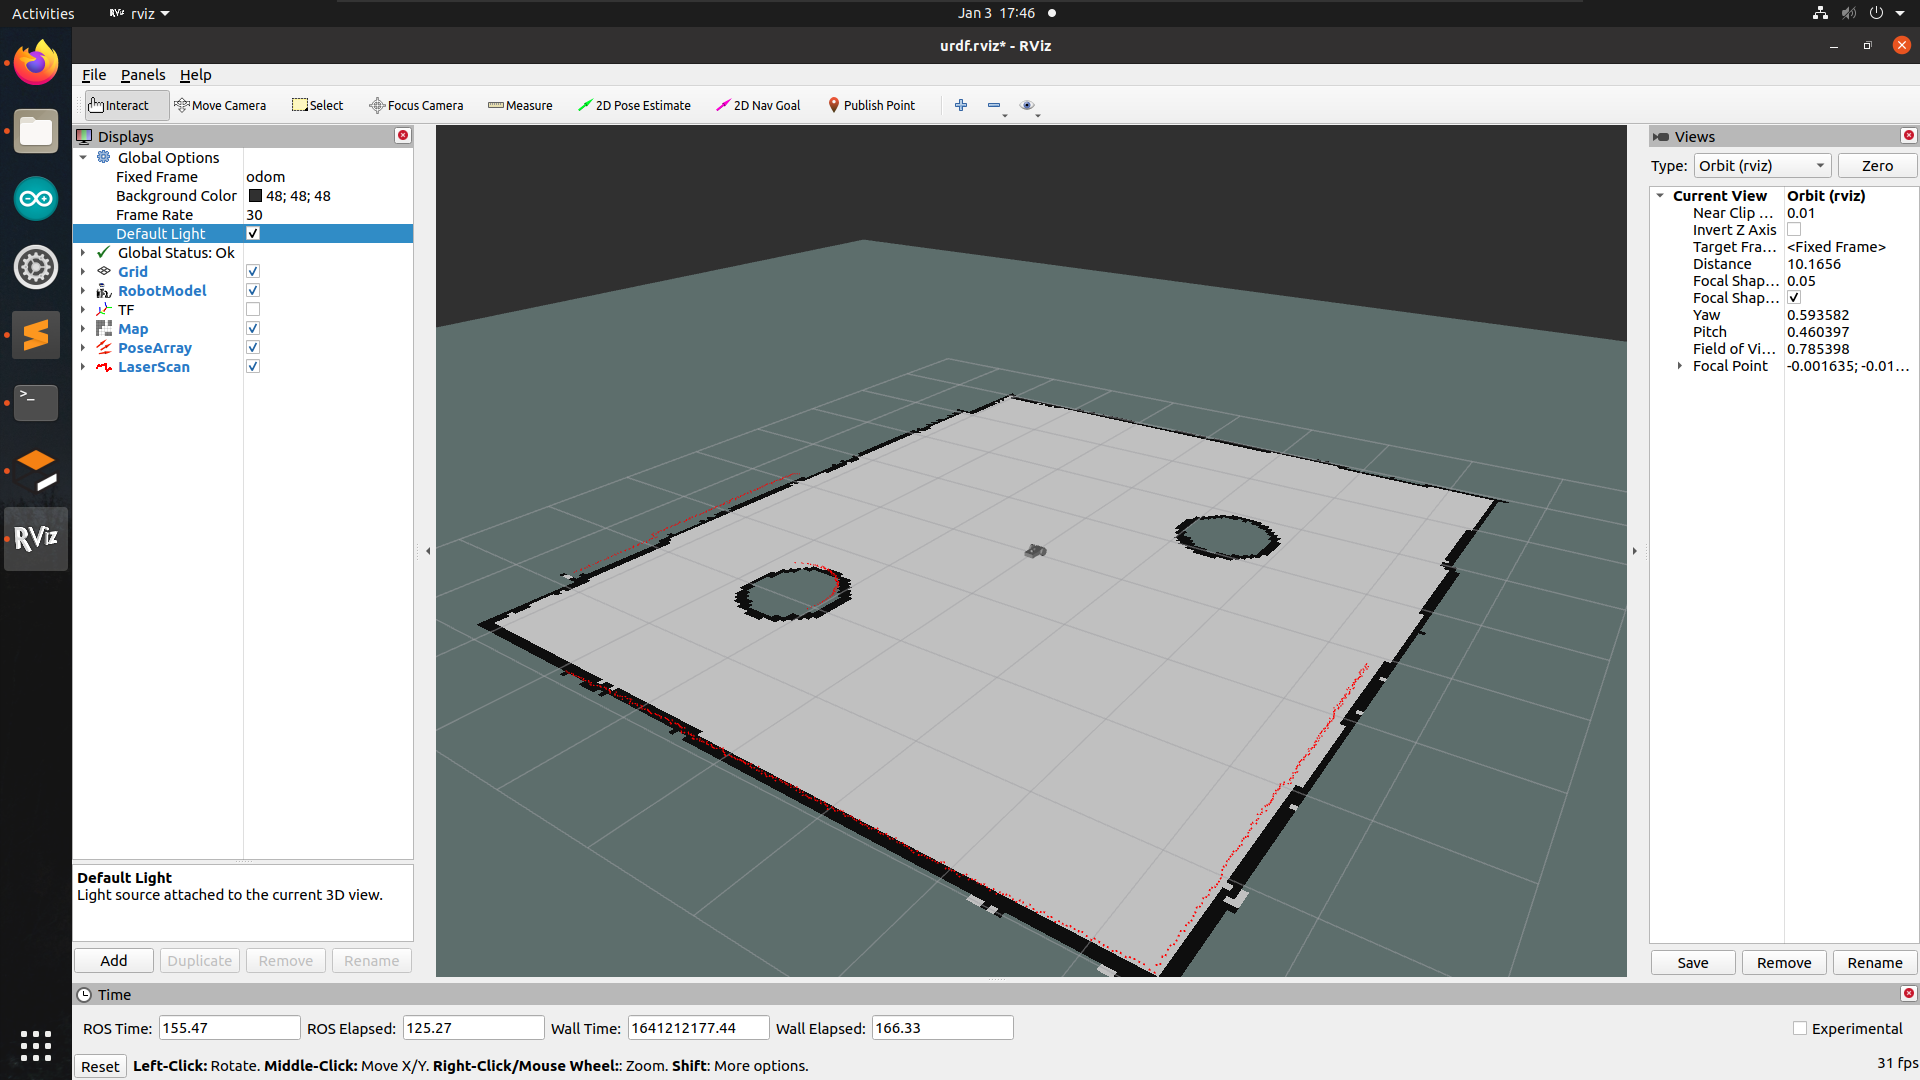 Activities rviz Jan 3 17:46
urdf.rviz* - RViz
File Panels Help
Interact Move Camera Select Focus Camera Measure 2D Pose Estimate 2D Nav Goal Publish Point
Displays
Global Options
Fixed Frame odom
Background Color 48; 48; 48
Frame Rate 30
Default Light
Global Status: Ok
Grid
RobotModel
TF
Map
PoseArray
LaserScan
Default Light
Light source attached to the current 3D view.
Add Duplicate Remove Rename
Views
Type: Orbit (rviz) Zero
Current View Orbit (rviz)
Near Clip ... 0.01
Invert Z Axis
Target Fra... <Fixed Frame>
Distance 10.1656
Focal Shap... 0.05
Focal Shap...
Yaw 0.593582
Pitch 0.460397
Field of Vi... 0.785398
Focal Point -0.001635; -0.01...
Save Remove Rename
RViz
Time
ROS Time: 155.47 ROS Elapsed: 125.27 Wall Time: 1641212177.44 Wall Elapsed: 166.33 Experimental
Reset Left-Click: Rotate. Middle-Click: Move X/Y. Right-Click/Mouse Wheel:: Zoom. Shift: More options. 31 fps